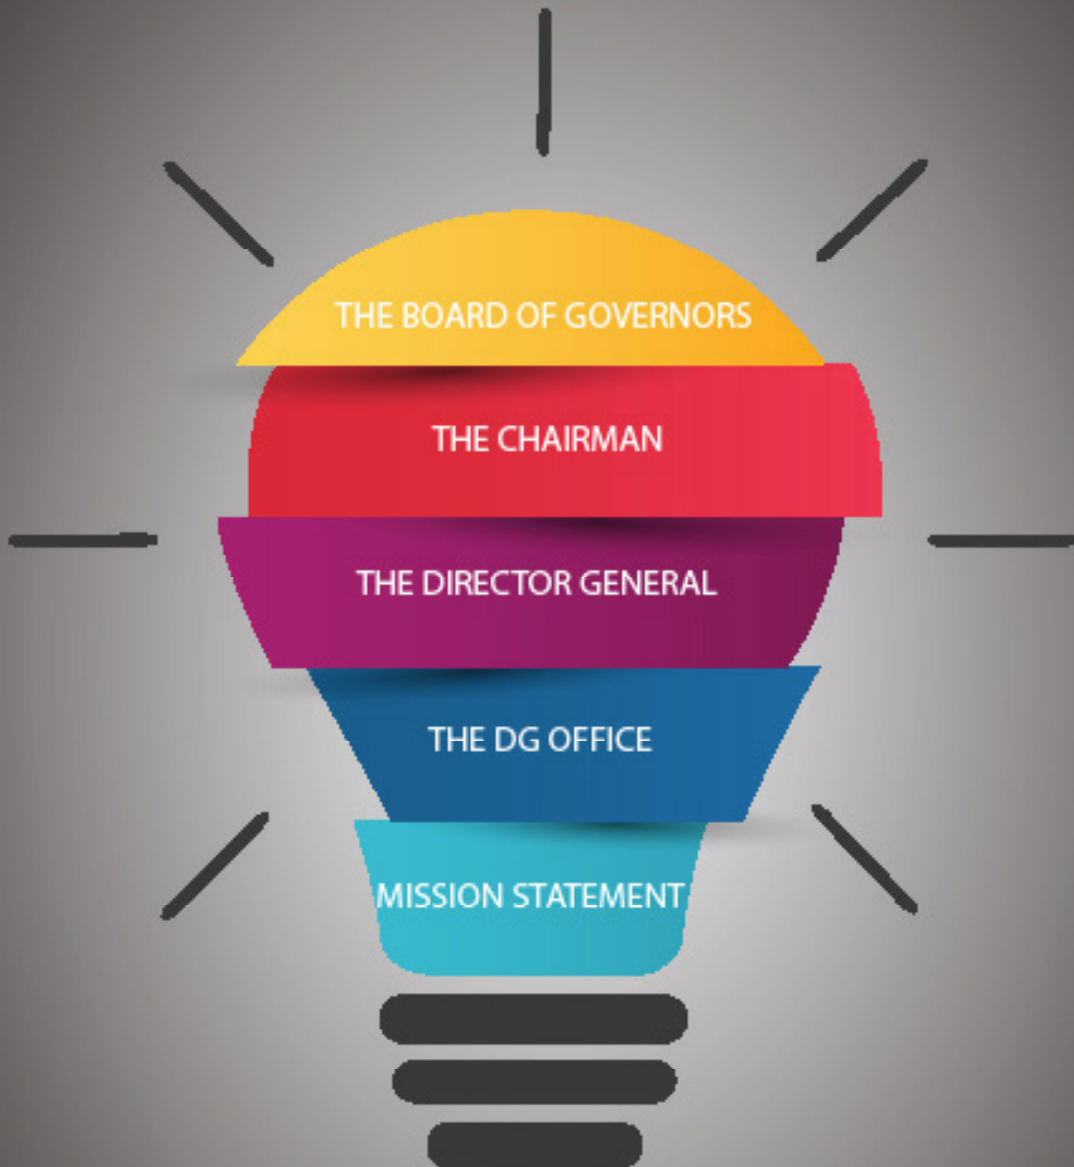 THE BOARD OF GOVERNORS
THE CHAIRMAN
THE DIRECTOR GENERAL
THE DG OFFICE
MISSION STATEMENT